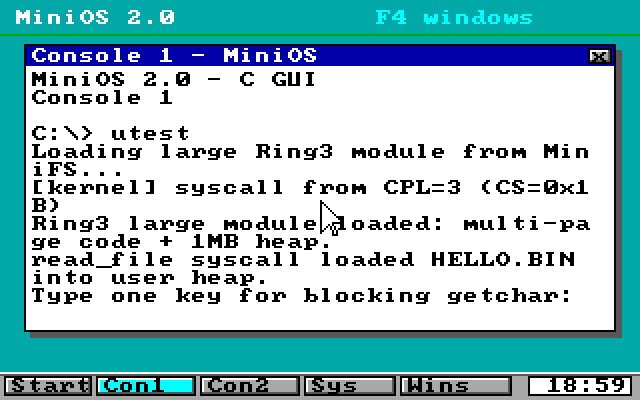 MiniOS 2.0 F4 windows
Console 1 - MiniOS
MiniOS 2.0 - C GUI
Console 1
C:\> utest
Loading large Ring3 module from Min
iFS...
[kernel] syscall from CPL=3 (CS=0x1
B)
Ring3 large module loaded: multi-pa
ge code + 1MB heap.
read_file syscall loaded HELLO.BIN
into user heap.
Type one key for blocking getchar:
Start Con1 Con2 Sys Wins 18:59